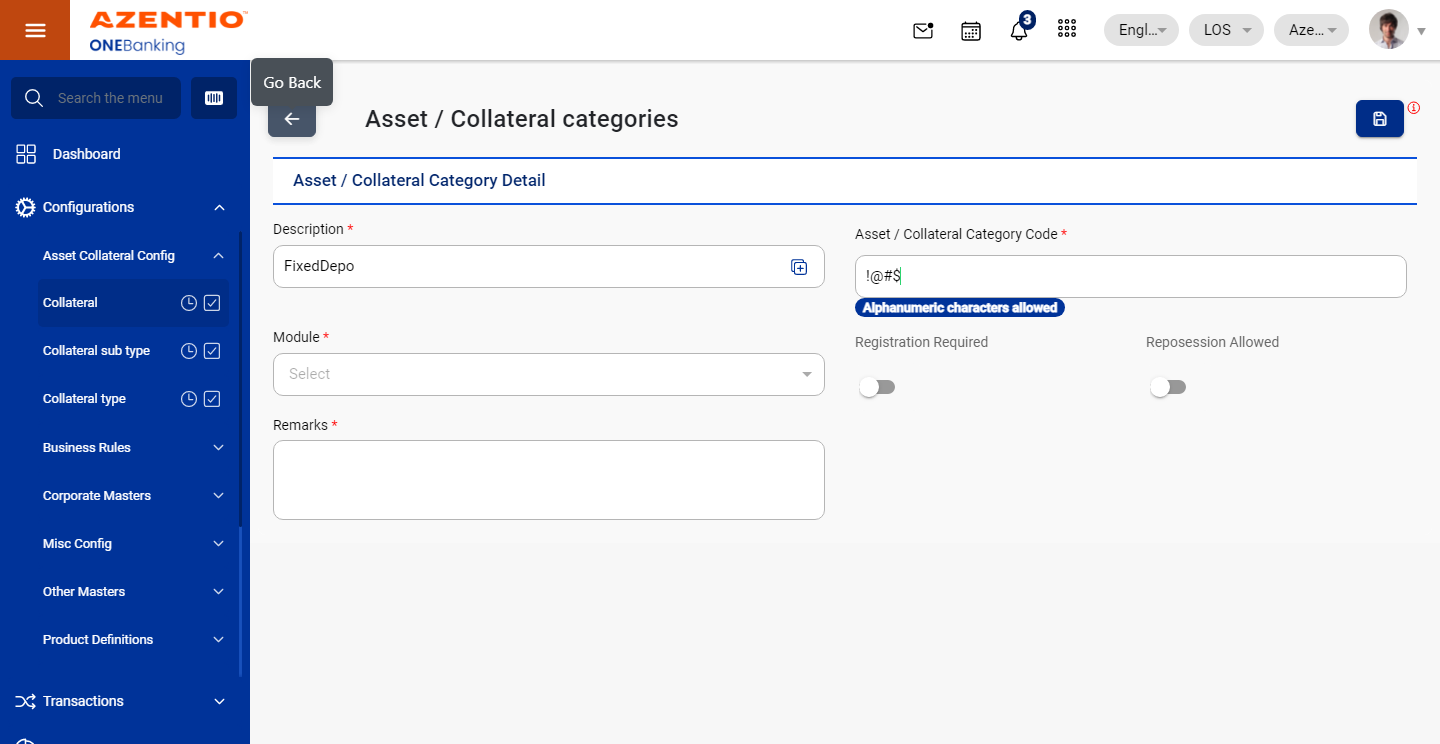 AZENTIO™
ONEBanking
3
Engl...
LOS
Aze...
Go Back
Search the menu
Dashboard
Configurations
Asset Collateral Config
Collateral
Collateral sub type
Collateral type
Business Rules
Corporate Masters
Misc Config
Other Masters
Product Definitions
Transactions
Asset / Collateral categories
Asset / Collateral Category Detail
Description *
FixedDepo
Asset / Collateral Category Code *
!@#$
Alphanumeric characters allowed
Module *
Select
Registration Required
Reposession Allowed
Remarks *